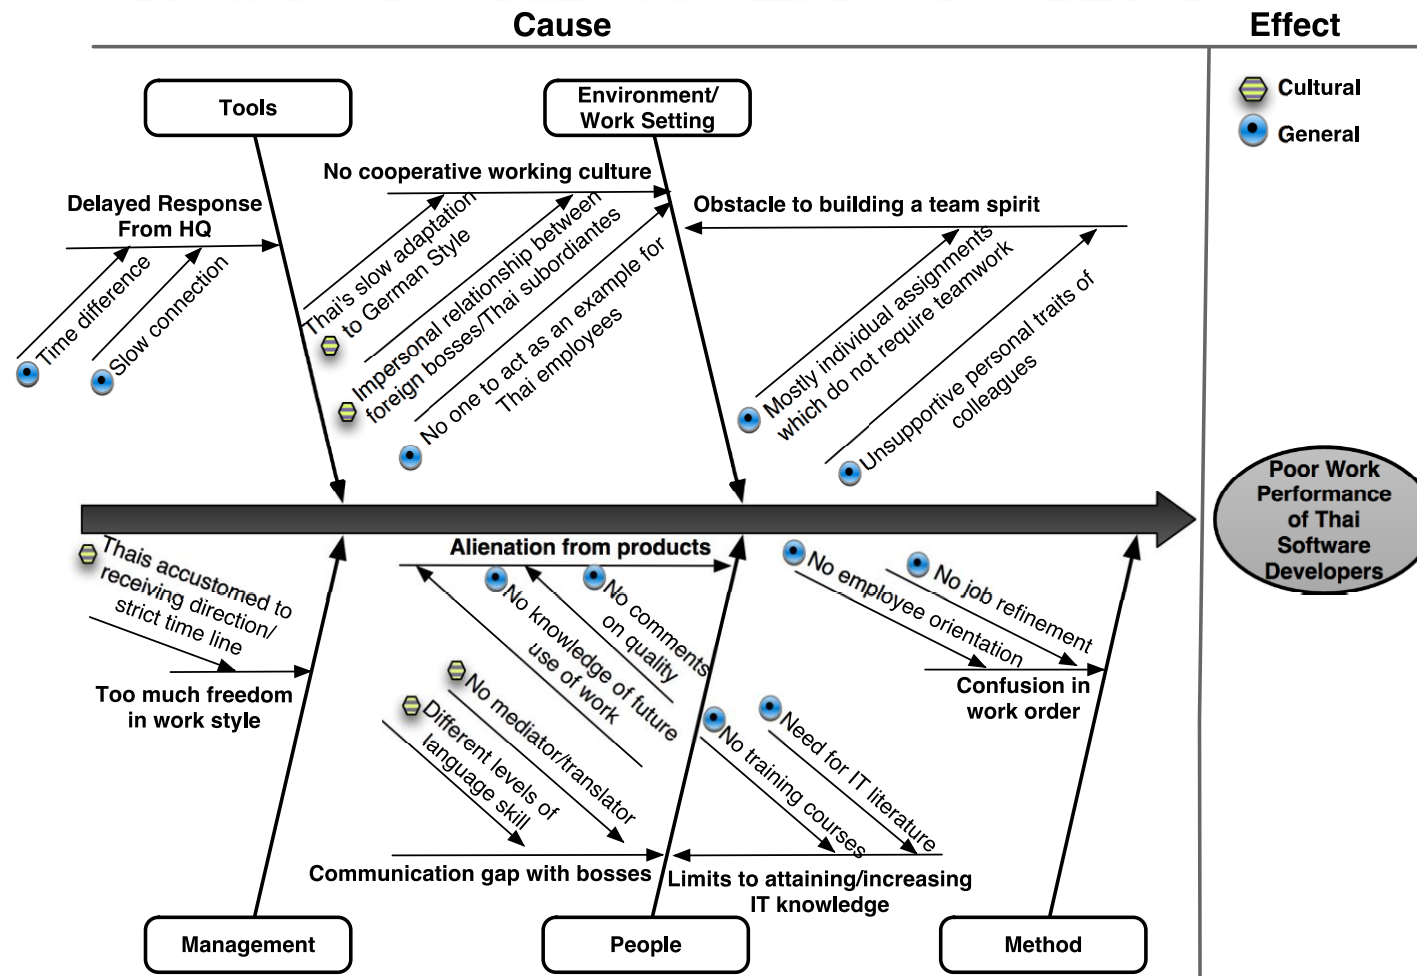 Cause
Effect
Cultural
General
Tools
Environment/
Work Setting
No cooperative working culture
Delayed Response
From HQ
Obstacle to building a team spirit
Time difference
Slow connection
Thai's slow adaptation
to German Style
Impersonal relationship between
foreign bosses/Thai subordiantes
No one to act as an example for
Thai employees
Mostly individual assignments
which do not require teamwork
Unsupportive personal traits of
colleagues
Poor Work
Performance
of Thai
Software
Developers
Thais accustomed to
receiving direction/
strict time line
Too much freedom
in work style
Alienation from products
No knowledge of future
use of work
No comments
on quality
No mediator/translator
Different levels of
language skill
Communication gap with bosses
No employee orientation
No job refinement
Confusion in
work order
No training courses
Need for IT literature
Limits to attaining/increasing
IT knowledge
Management
People
Method